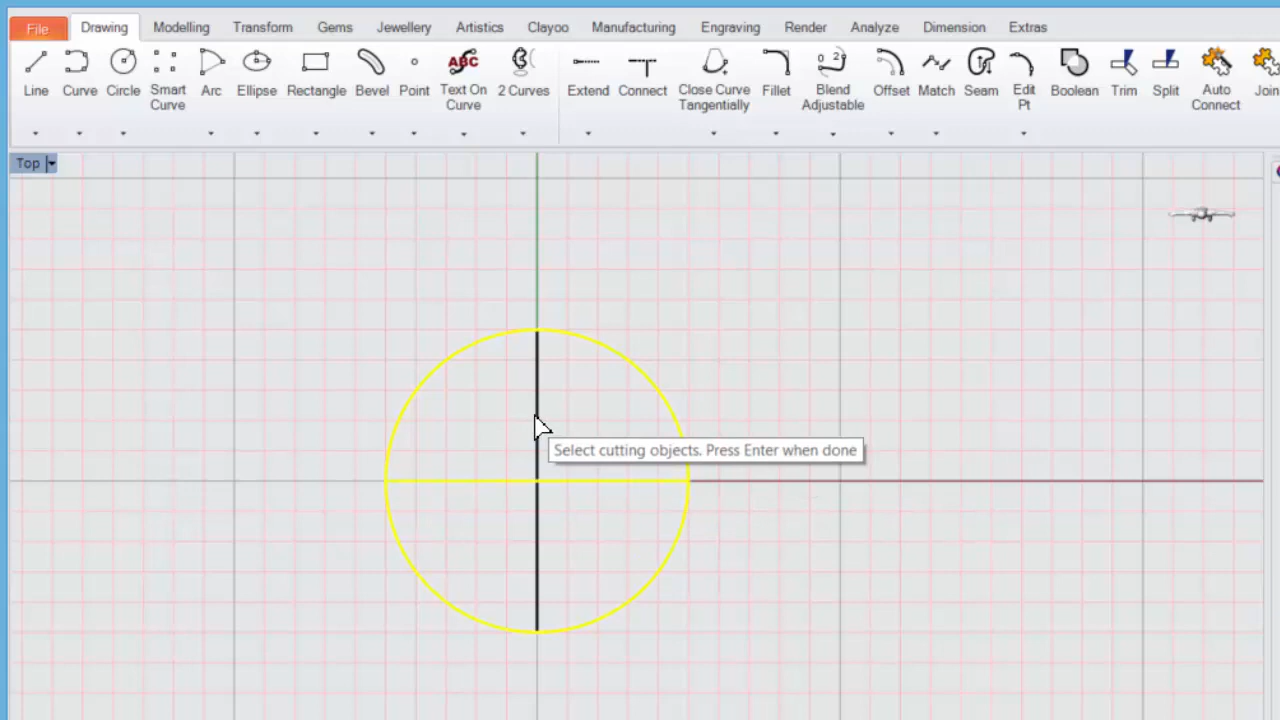 File Drawing Modelling Transform Gems Jewellery Artistics Clayoo Manufacturing Engraving Render Analyze Dimension Extras
ABC
Line Curve Circle Smart Curve Arc Ellipse Rectangle Bevel Point Text On Curve 2 Curves Extend Connect Close Curve Tangentially Fillet Blend Adjustable Offset Match Seam Edit Pt Boolean Trim Split Auto Connect Join
Top
Select cutting objects. Press Enter when done